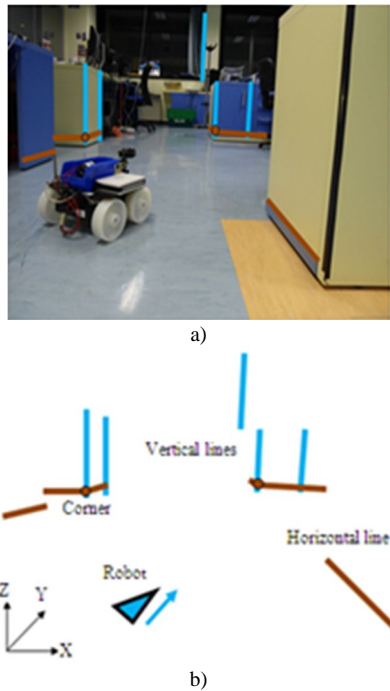 a)
Vertical lines
Corner
Horizontal line
Robot
Z
Y
X
b)